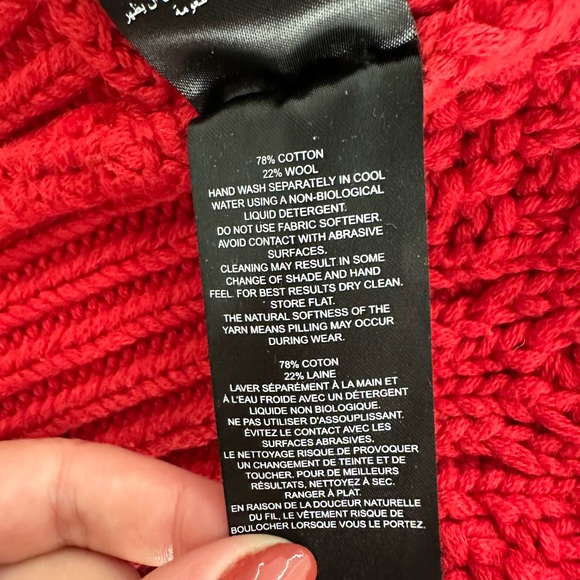 78% COTTON
22% WOOL
HAND WASH SEPARATELY IN COOL
WATER USING A NON-BIOLOGICAL
LIQUID DETERGENT.
DO NOT USE FABRIC SOFTENER.
AVOID CONTACT WITH ABRASIVE
SURFACES.
CLEANING MAY RESULT IN SOME
CHANGE OF SHADE AND HAND
FEEL. FOR BEST RESULTS DRY CLEAN.
STORE FLAT.
THE NATURAL SOFTNESS OF THE
YARN MEANS PILLING MAY OCCUR
DURING WEAR.
78% COTON
22% LAINE
LAVER SÉPARÉMENT À LA MAIN ET
À L'EAU FROIDE AVEC UN DÉTERGENT
LIQUIDE NON BIOLOGIQUE.
NE PAS UTILISER D'ASSOUPLISSANT.
ÉVITEZ LE CONTACT AVEC LES
SURFACES ABRASIVES.
LE NETTOYAGE RISQUE DE PROVOQUER
UN CHANGEMENT DE TEINTE ET DE
TOUCHER. POUR DE MEILLEURS
RÉSULTATS, NETTOYEZ À SEC.
RANGER À PLAT.
EN RAISON DE LA DOUCEUR NATURELLE
DU FIL, LE VÊTEMENT RISQUE DE
BOULOCHER LORSQUE VOUS LE PORTEZ.